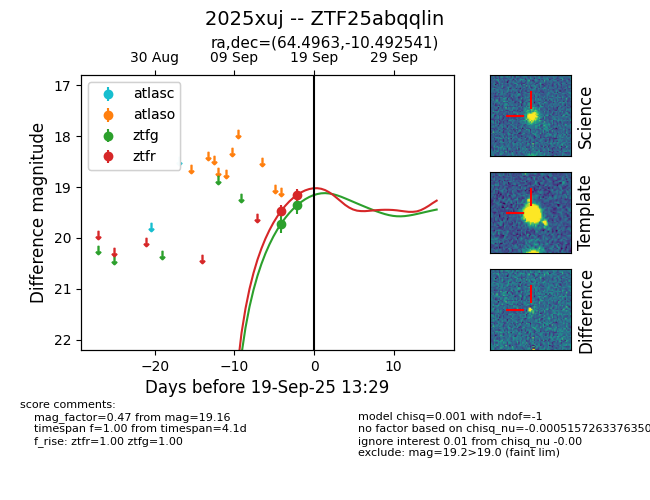 2025xuj -- ZTF25abqqlin
ra,dec=(64.4963,-10.492541)
30 Aug
09 Sep
19 Sep
29 Sep
17
18
19
20
21
22
Difference magnitude
atlasc
atlaso
ztfg
ztfr
−20
−10
0
10
Days before 19-Sep-25 13:29
Science
Template
Difference
score comments:
mag_factor=0.47 from mag=19.16
timespan f=1.00 from timespan=4.1d
f_rise: ztfr=1.00 ztfg=1.00
model chisq=0.001 with ndof=-1
no factor based on chisq_nu=-0.0005157263376350
ignore interest 0.01 from chisq_nu -0.00
exclude: mag=19.2>19.0 (faint lim)